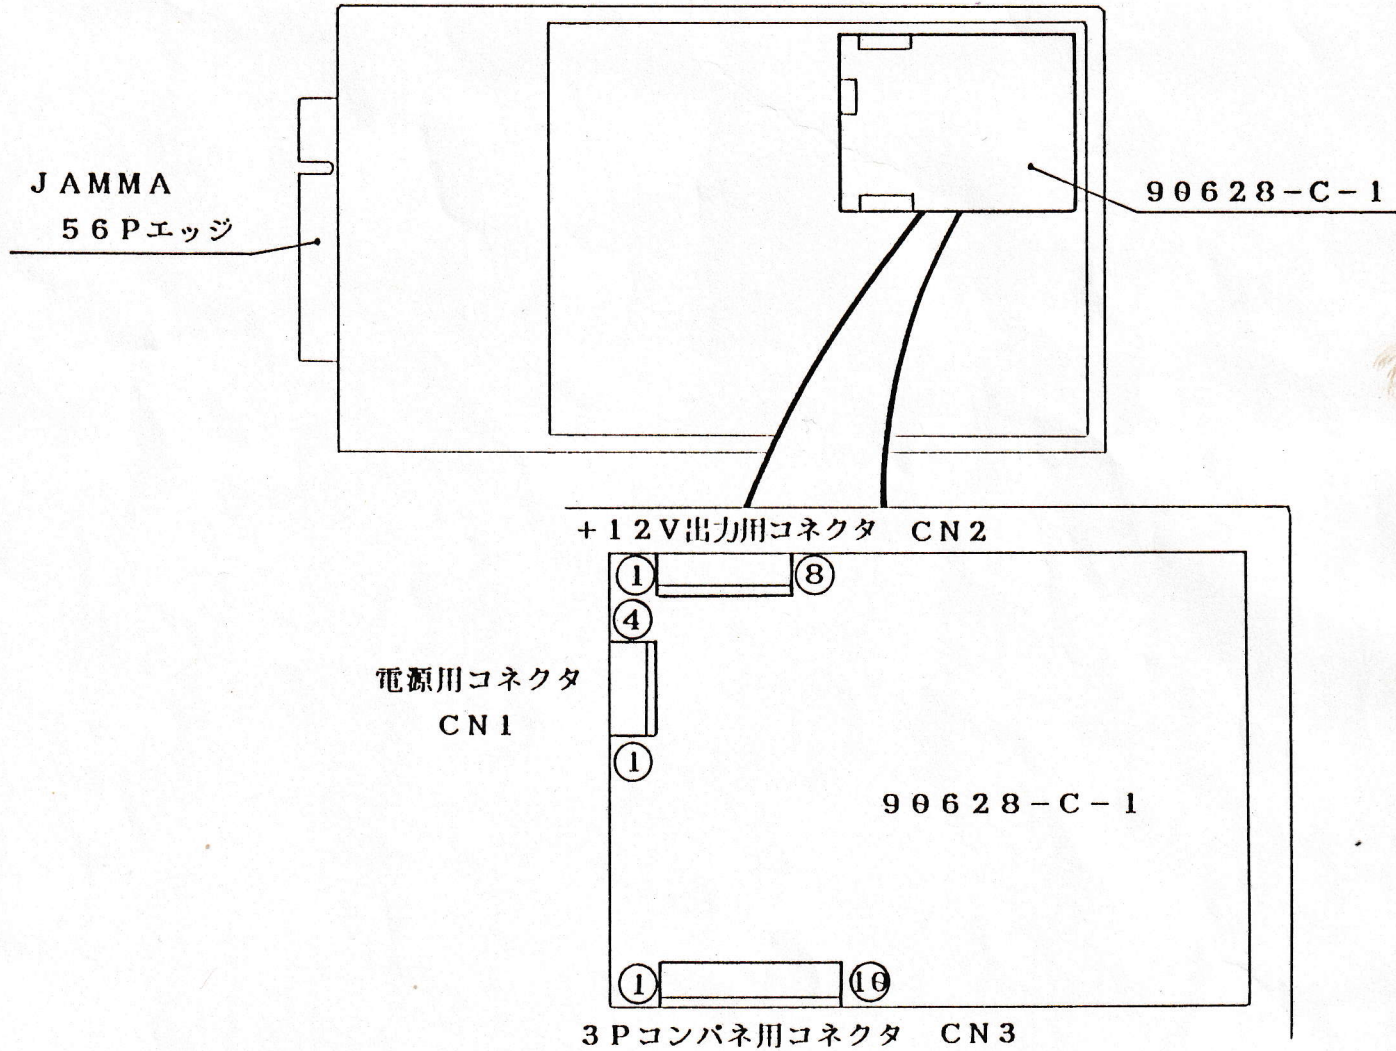 JAMMA
56Pエッジ
90628-C-1
+12V出力用コネクタ CN2
① ⑧
④
電源用コネクタ
CN1
①
90628-C-1
① ⑩
3Pコンパネ用コネクタ CN3